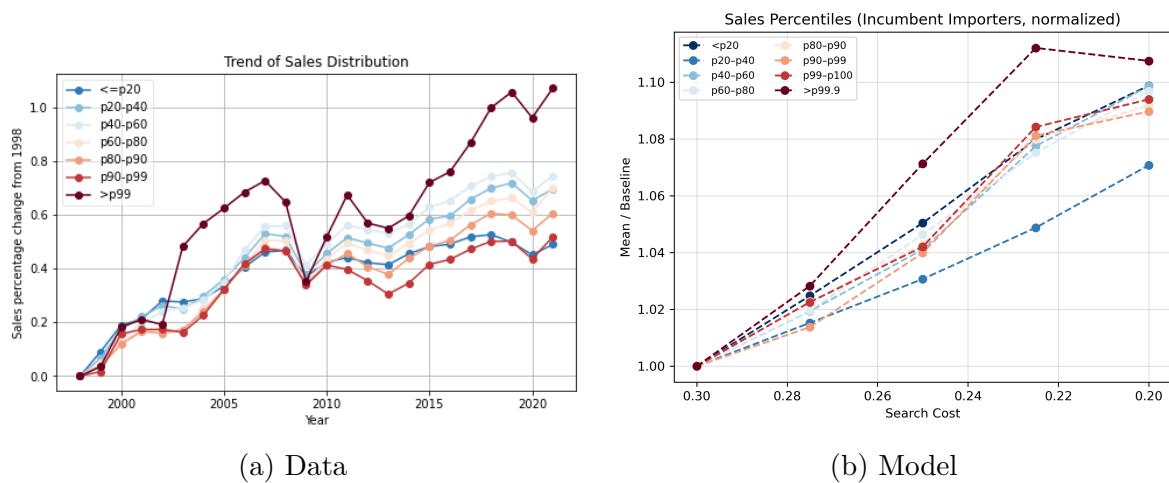 Trend of Sales Distribution
<=p20
p20-p40
p40-p60
p60-p80
p80-p90
p90-p99
>p99
Sales percentage change from 1998
1.0
0.8
0.6
0.4
0.2
0.0
2000 2005 2010 2015 2020
Year
(a) Data
Sales Percentiles (Incumbent Importers, normalized)
<p20 p80–p90
p20–p40 p90–p99
p40–p60 p99–p100
p60–p80 >p99.9
Mean / Baseline
1.10
1.08
1.06
1.04
1.02
1.00
0.30 0.28 0.26 0.24 0.22 0.20
Search Cost
(b) Model